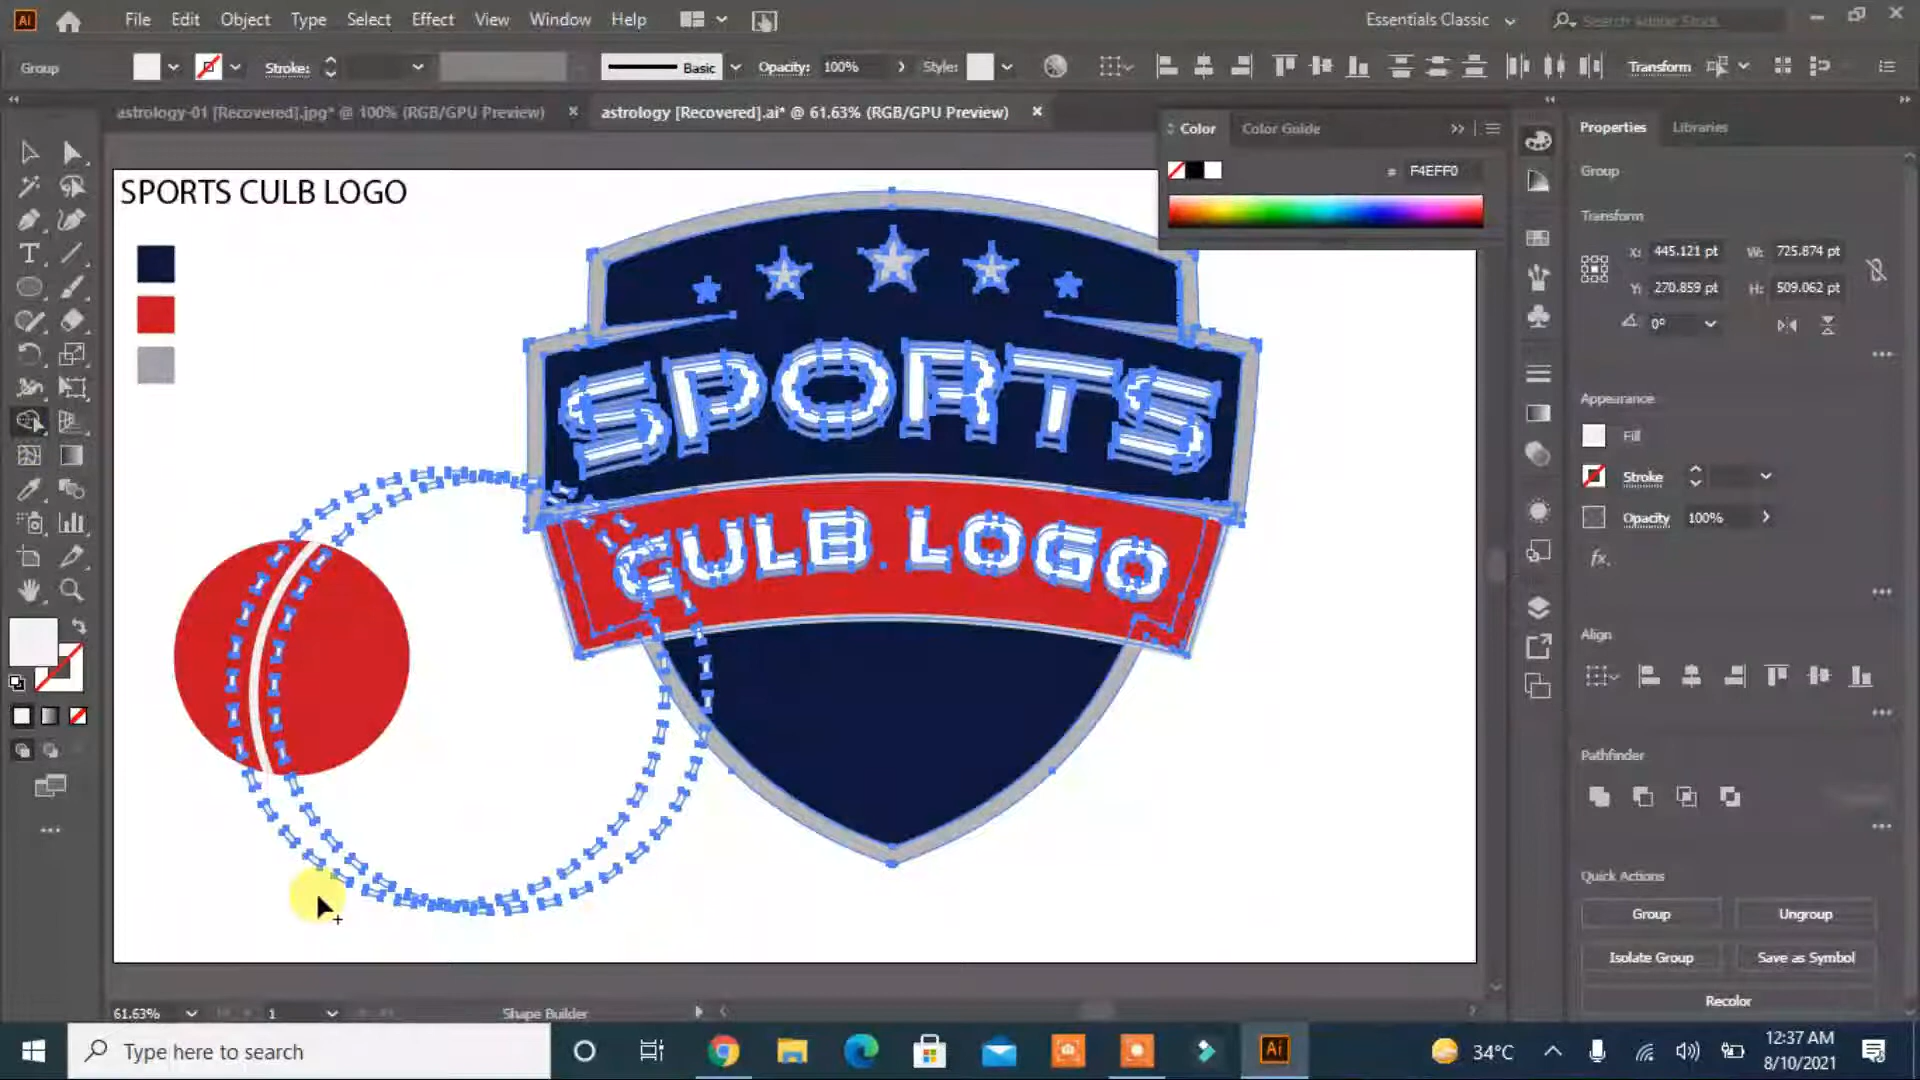 Ai File Edit Object Type Select Effect View Window Help Essentials Classic Search Adobe Stock
Group Stroke: Basic Opacity: 100% Style: Transform
astrology-01 [Recovered].jpg* @ 100% (RGB/GPU Preview) × astrology [Recovered].ai* @ 61.63% (RGB/GPU Preview) ×
Color Color Guide
# F4EFF0
Properties Libraries
Group
Transform
X: 445.121 pt W: 725.874 pt
Y: 270.859 pt H: 509.062 pt
0°
Appearance
Fill
Stroke
Opacity 100%
fx.
Align
Pathfinder
Quick Actions
Group Ungroup
Isolate Group Save as Symbol
Recolor
SPORTS CULB LOGO
SPORTS
CULB LOGO
61.63% 1 Shape Builder
Type here to search
Ai
34°C
12:37 AM
8/10/2021